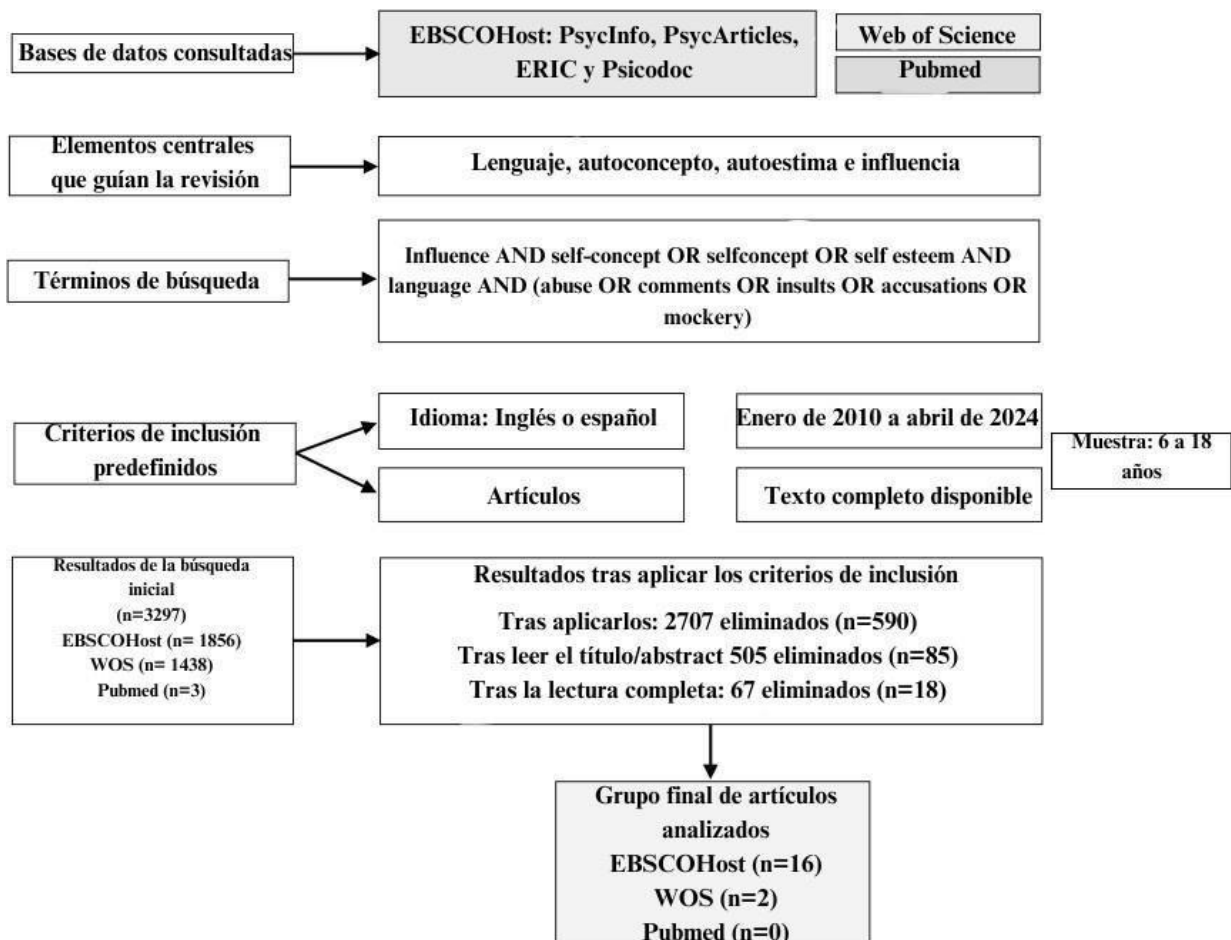 Bases de datos consultadas
EBSCOHost: PsycInfo, PsycArticles,
ERIC y Psicodoc
Web of Science
Pubmed
Elementos centrales
que guían la revisión
Lenguaje, autoconcepto, autoestima e influencia
Términos de búsqueda
Influence AND self-concept OR selfconcept OR self esteem AND
language AND (abuse OR comments OR insults OR accusations OR
mockery)
Criterios de inclusión
predefinidos
Idioma: Inglés o español
Enero de 2010 a abril de 2024
Artículos
Texto completo disponible
Muestra: 6 a 18
años
Resultados de la búsqueda
inicial
(n=3297)
EBSCOHost (n= 1856)
WOS (n= 1438)
Pubmed (n=3)
Resultados tras aplicar los criterios de inclusión
Tras aplicarlos: 2707 eliminados (n=590)
Tras leer el título/abstract 505 eliminados (n=85)
Tras la lectura completa: 67 eliminados (n=18)
Grupo final de artículos
analizados
EBSCOHost (n=16)
WOS (n=2)
Pubmed (n=0)